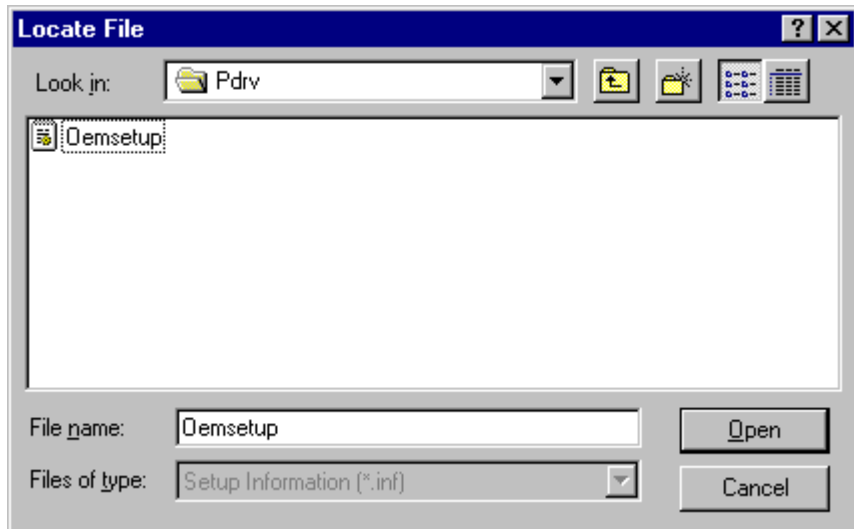 Locate File
Look in: Pdrv
Oemsetup
File name: Oemsetup Open
Files of type: Setup Information (*.inf) Cancel